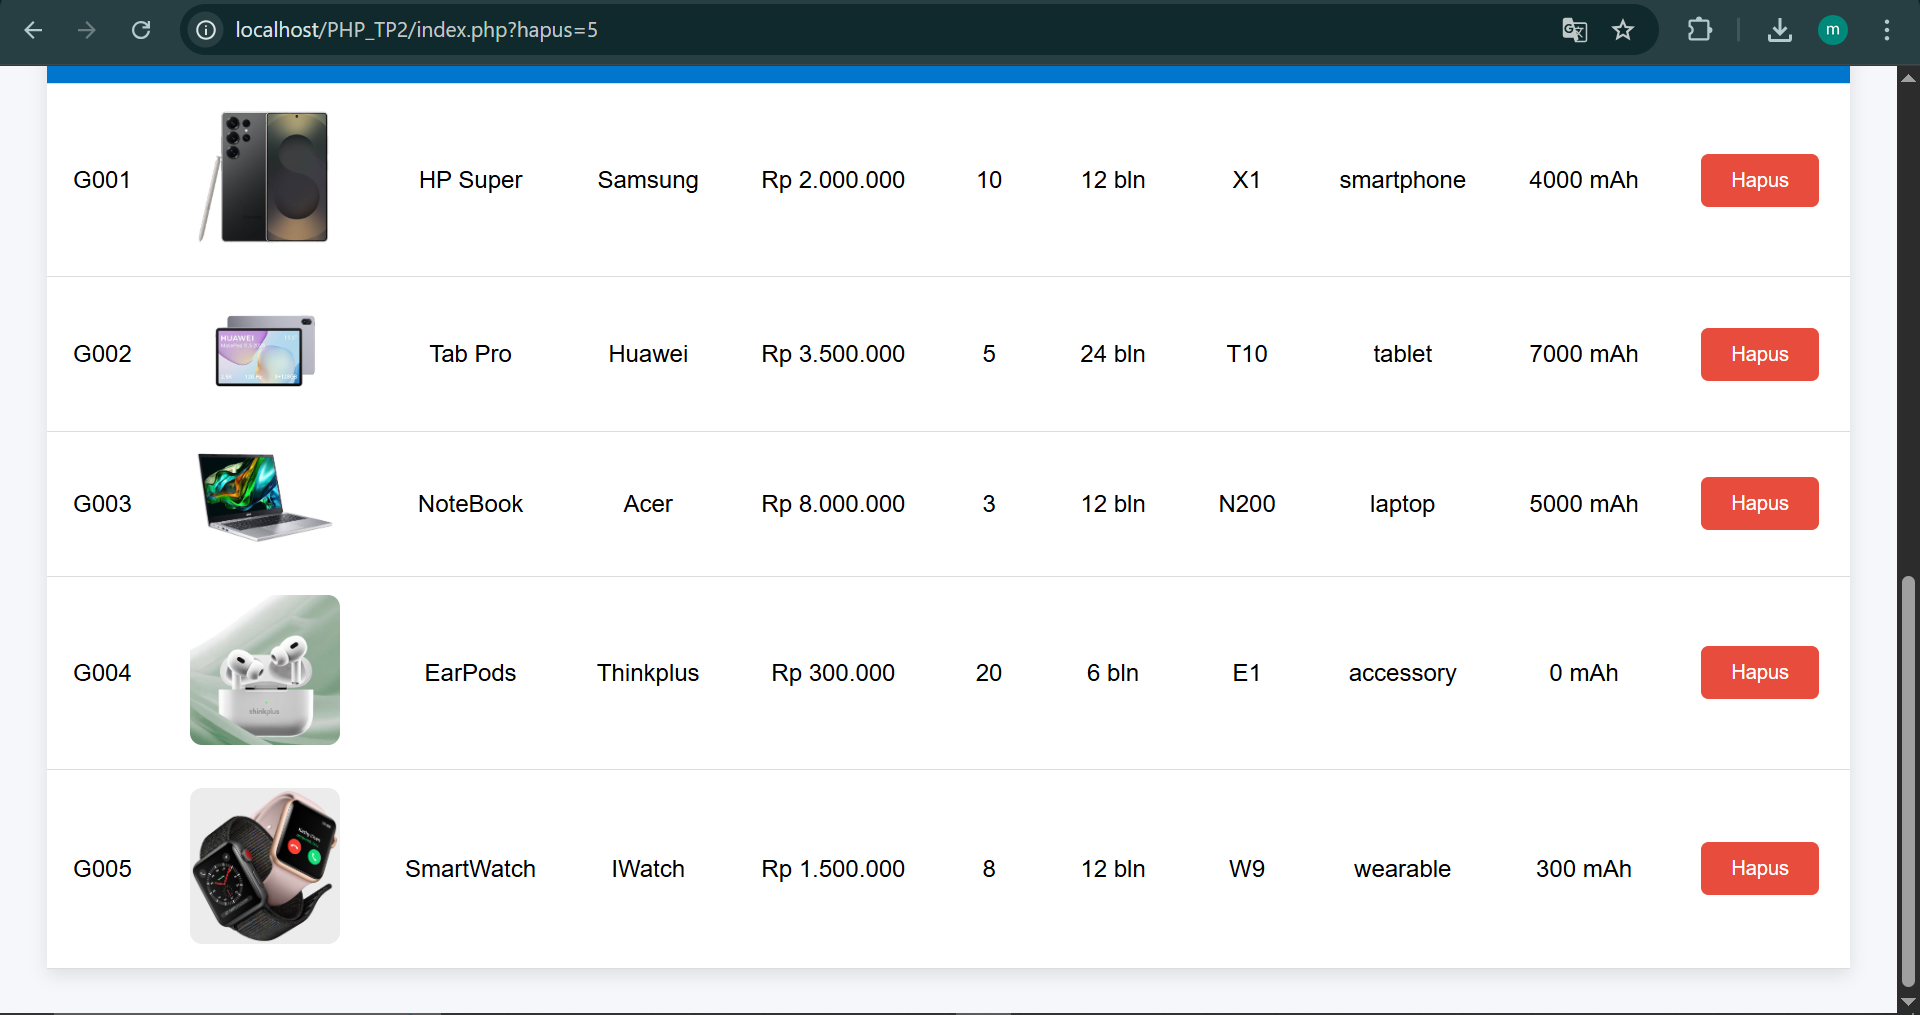 localhost/PHP_TP2/index.php?hapus=5
m
G001 HP Super Samsung Rp 2.000.000 10 12 bln X1 smartphone 4000 mAh Hapus
HUAWEI
G002 Tab Pro Huawei Rp 3.500.000 5 24 bln T10 tablet 7000 mAh Hapus
G003 NoteBook Acer Rp 8.000.000 3 12 bln N200 laptop 5000 mAh Hapus
G004 EarPods Thinkplus Rp 300.000 20 6 bln E1 accessory 0 mAh Hapus
thinkplus
G005 SmartWatch IWatch Rp 1.500.000 8 12 bln W9 wearable 300 mAh Hapus